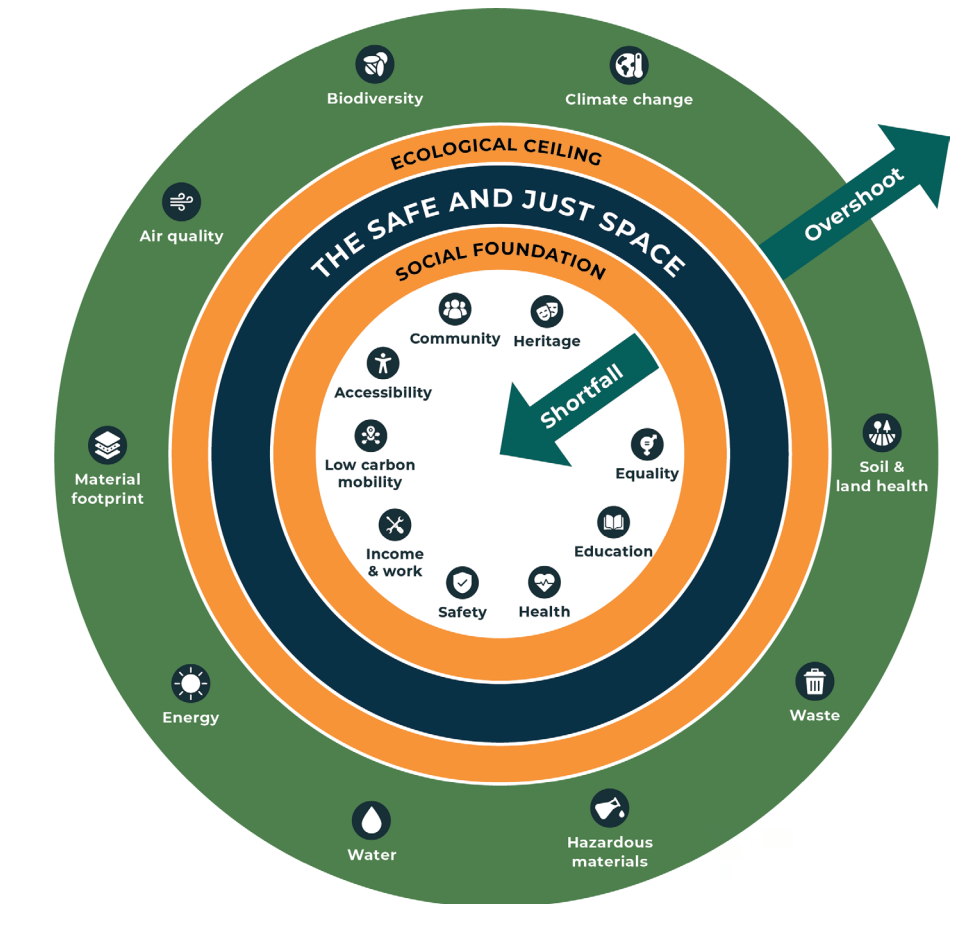 Biodiversity
Climate change
ECOLOGICAL CEILING
Overshoot
THE SAFE AND JUST SPACE
Air quality
SOCIAL FOUNDATION
Community
Heritage
Accessibility
Shortfall
Low carbon
mobility
Equality
Material
footprint
Soil &
land health
Income
& work
Education
Safety
Health
Energy
Waste
Water
Hazardous
materials